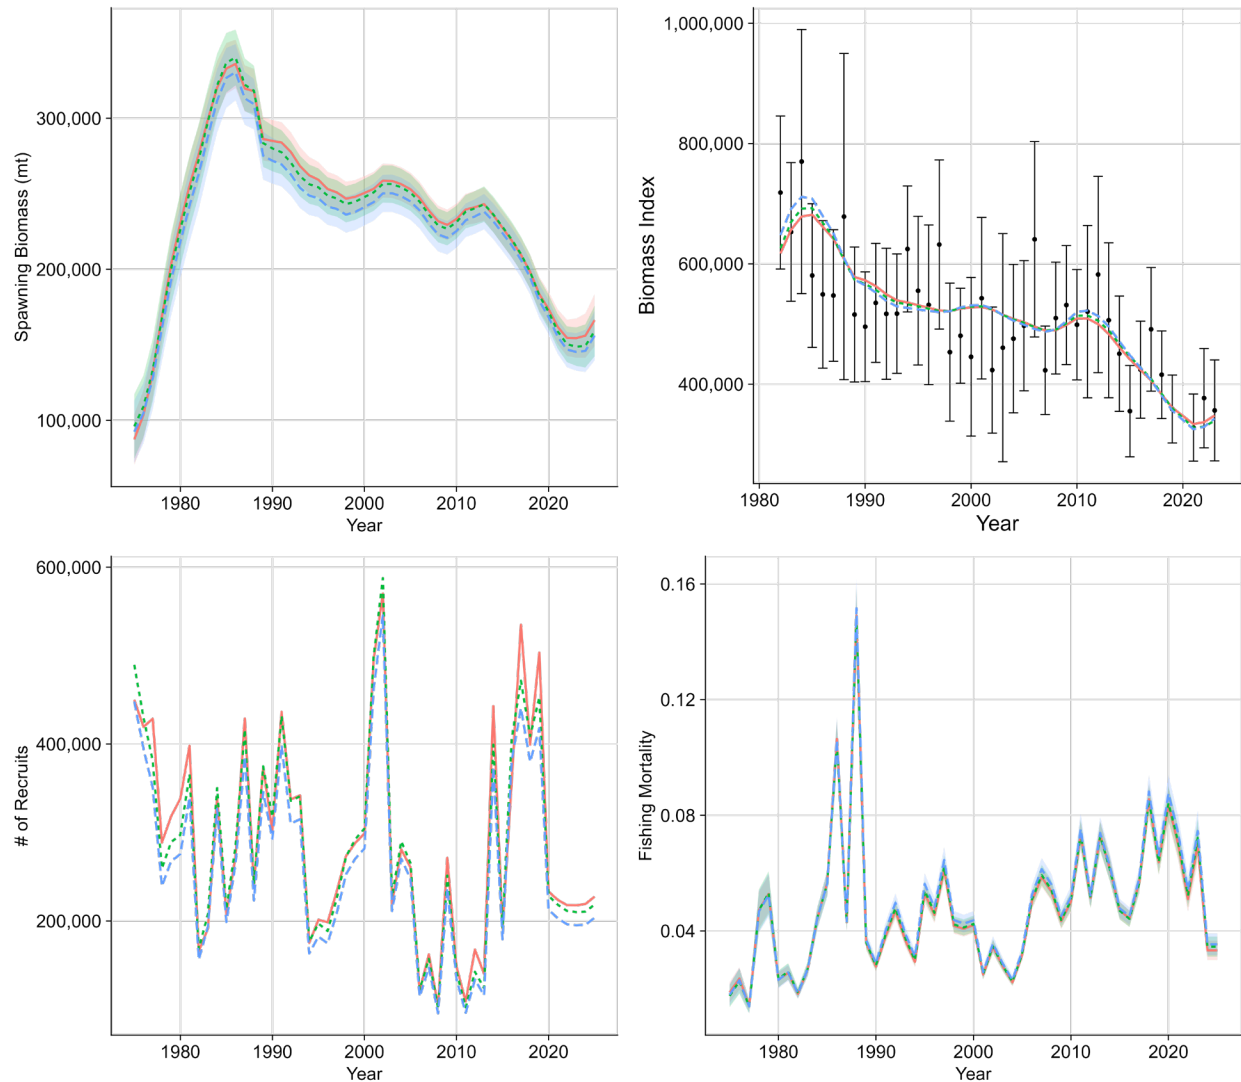 Spawning Biomass (mt)
300,000
200,000
100,000
1980 1990 2000 2010 2020
Year
Biomass Index
1,000,000
800,000
600,000
400,000
1980 1990 2000 2010 2020
Year
# of Recruits
600,000
400,000
200,000
1980 1990 2000 2010 2020
Year
Fishing Mortality
0.16
0.12
0.08
0.04
1980 1990 2000 2010 2020
Year